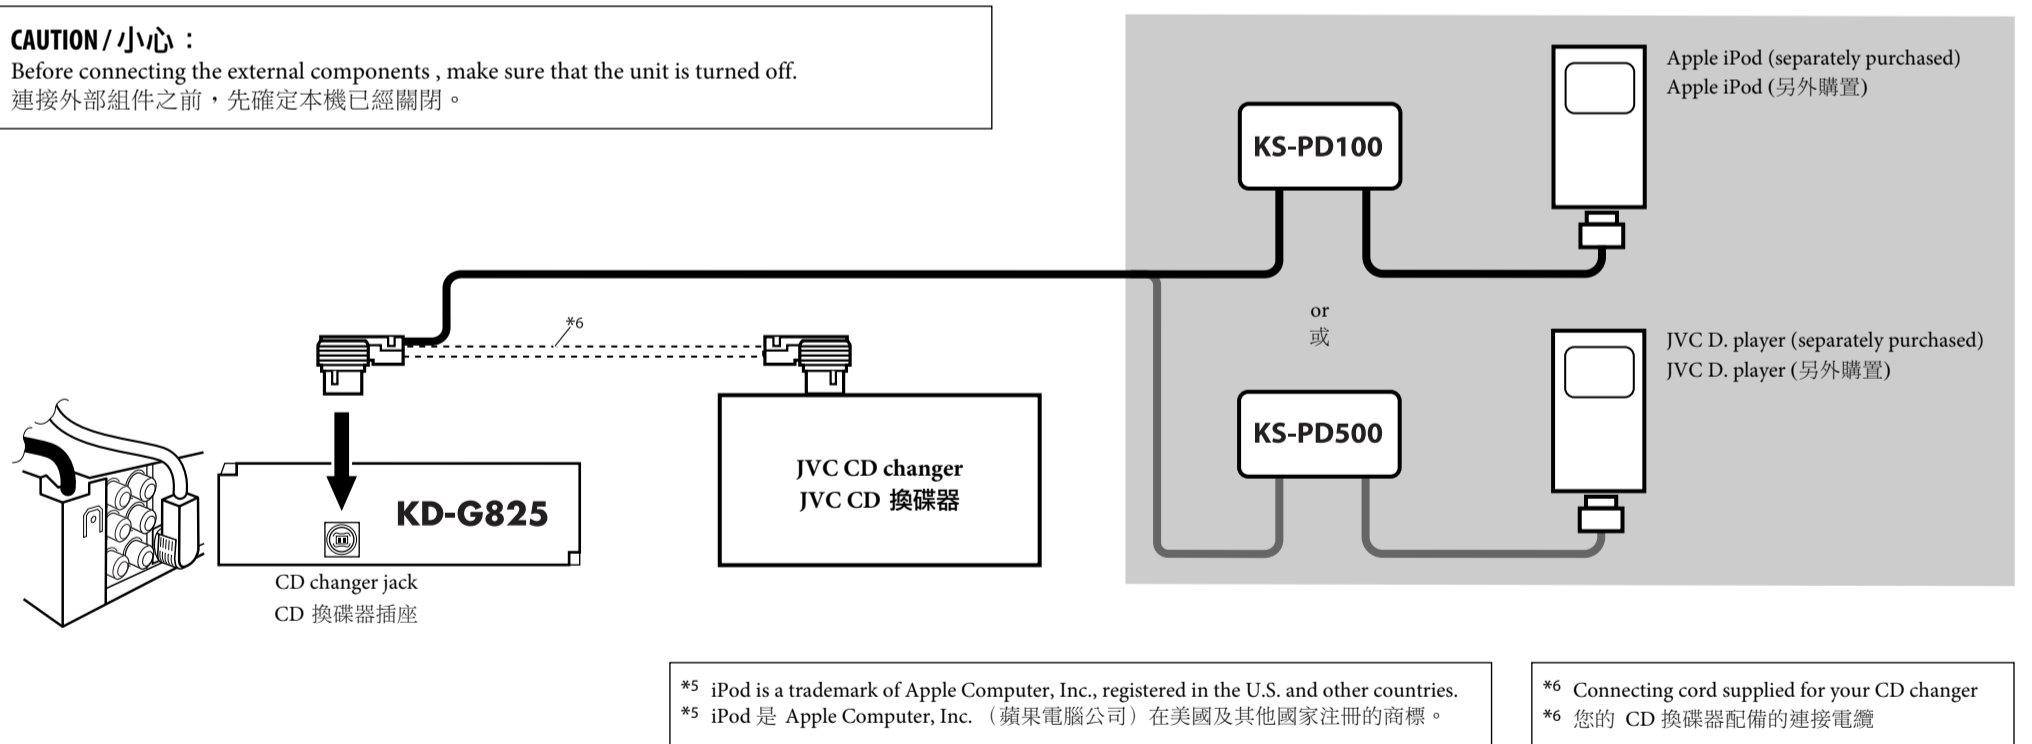 CAUTION / 小心：
Before connecting the external components , make sure that the unit is turned off.
連接外部組件之前，先確定本機已經關閉。
Apple iPod (separately purchased)
Apple iPod (另外購置)
KS-PD100
or
或
*6
JVC D. player (separately purchased)
JVC D. player (另外購置)
KS-PD500
JVC CD changer
JVC CD 換碟器
KD-G825
CD changer jack
CD 換碟器插座
*5 iPod is a trademark of Apple Computer, Inc., registered in the U.S. and other countries.
*5 iPod 是 Apple Computer, Inc. （蘋果電腦公司）在美國及其他國家注冊的商標。
*6 Connecting cord supplied for your CD changer
*6 您的 CD 換碟器配備的連接電纜